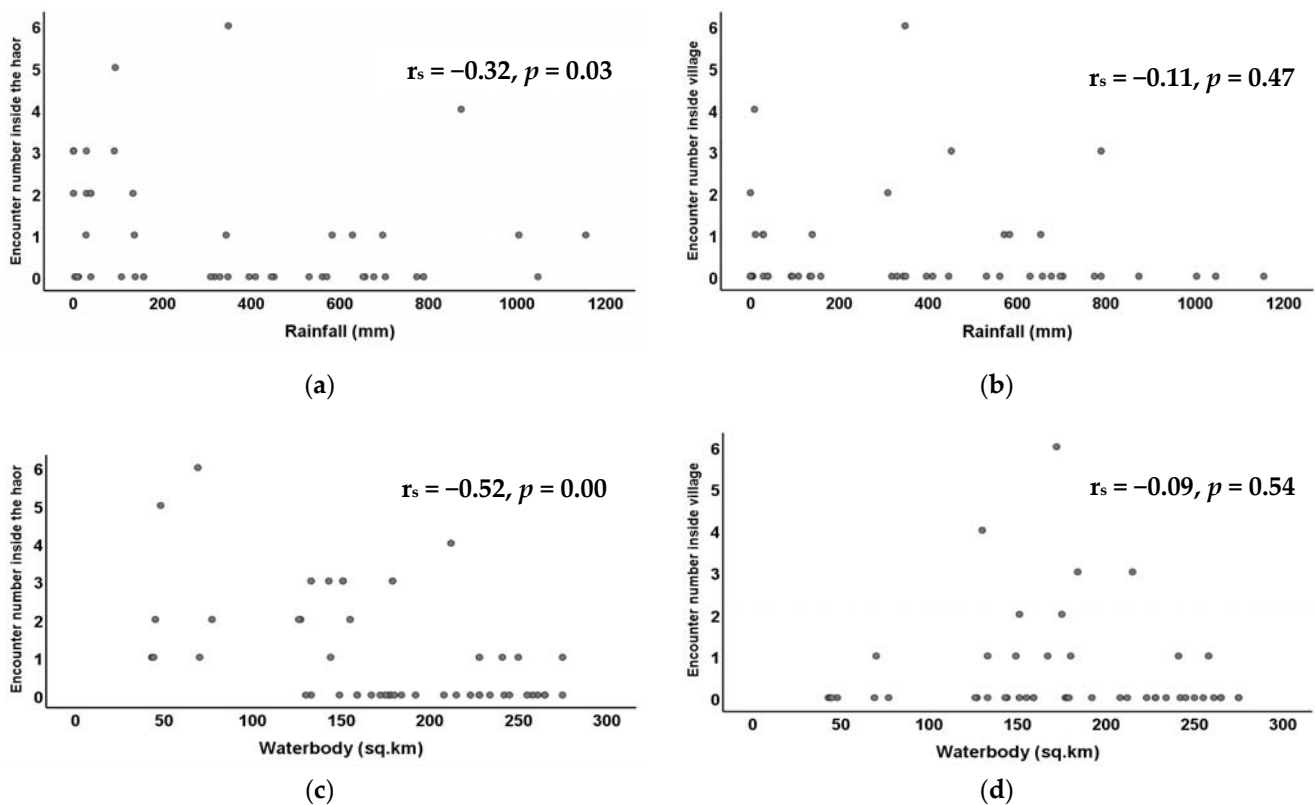 Encounter number inside the haor
6
5
4
3
2
1
0
rₛ = −0.32, p = 0.03
0 200 400 600 800 1000 1200
Rainfall (mm)
(a)
Encounter number inside village
6
5
4
3
2
1
0
rₛ = −0.11, p = 0.47
0 200 400 600 800 1000 1200
Rainfall (mm)
(b)
Encounter number inside the haor
6
5
4
3
2
1
0
rₛ = −0.52, p = 0.00
0 50 100 150 200 250 300
Waterbody (sq.km)
(c)
Encounter number inside village
6
5
4
3
2
1
0
rₛ = −0.09, p = 0.54
0 50 100 150 200 250 300
Waterbody (sq.km)
(d)